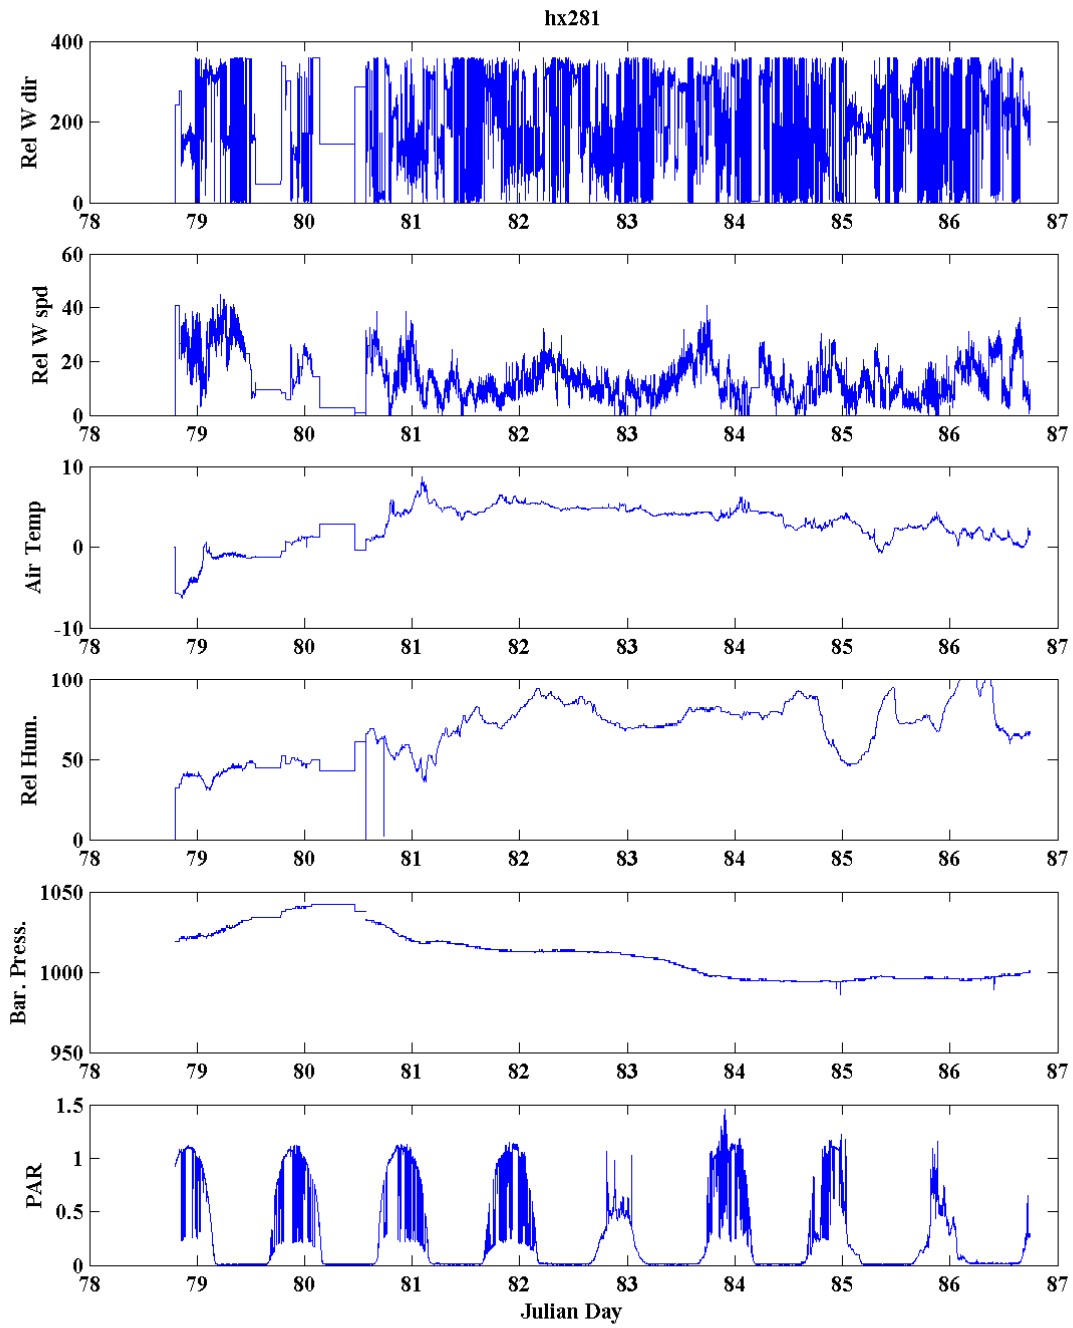 hx281
Rel W dir
400
200
0
78 79 80 81 82 83 84 85 86 87
Rel W spd
60
40
20
0
78 79 80 81 82 83 84 85 86 87
Air Temp
10
0
-10
78 79 80 81 82 83 84 85 86 87
Rel Hum.
100
50
0
78 79 80 81 82 83 84 85 86 87
Bar. Press.
1050
1000
950
78 79 80 81 82 83 84 85 86 87
PAR
1.5
1
0.5
0
78 79 80 81 82 83 84 85 86 87
Julian Day